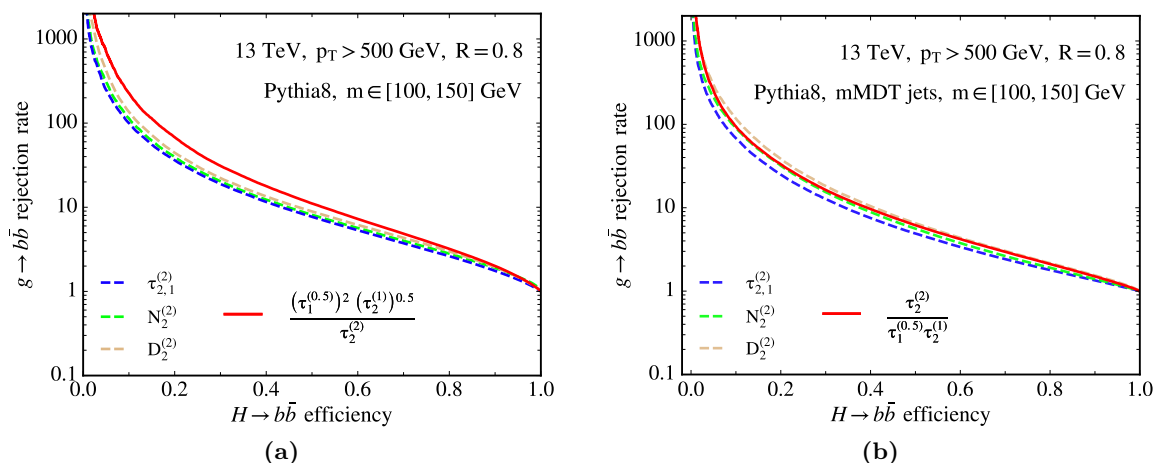 1000
100
10
1
0.1
g → bb̄ rejection rate
13 TeV, p_T > 500 GeV, R = 0.8
Pythia8, m ∈ [100, 150] GeV
τ_{2,1}^{(2)}
N_2^{(2)}
D_2^{(2)}
(τ_1^{(0.5)})^2 (τ_2^{(1)})^{0.5}
τ_2^{(2)}
0.0 0.2 0.4 0.6 0.8 1.0
H → bb̄ efficiency
(a)
1000
100
10
1
0.1
g → bb̄ rejection rate
13 TeV, p_T > 500 GeV, R = 0.8
Pythia8, mMDT jets, m ∈ [100, 150] GeV
τ_{2,1}^{(2)}
N_2^{(2)}
D_2^{(2)}
τ_2^{(2)}
τ_1^{(0.5)} τ_2^{(1)}
0.0 0.2 0.4 0.6 0.8 1.0
H → bb̄ efficiency
(b)